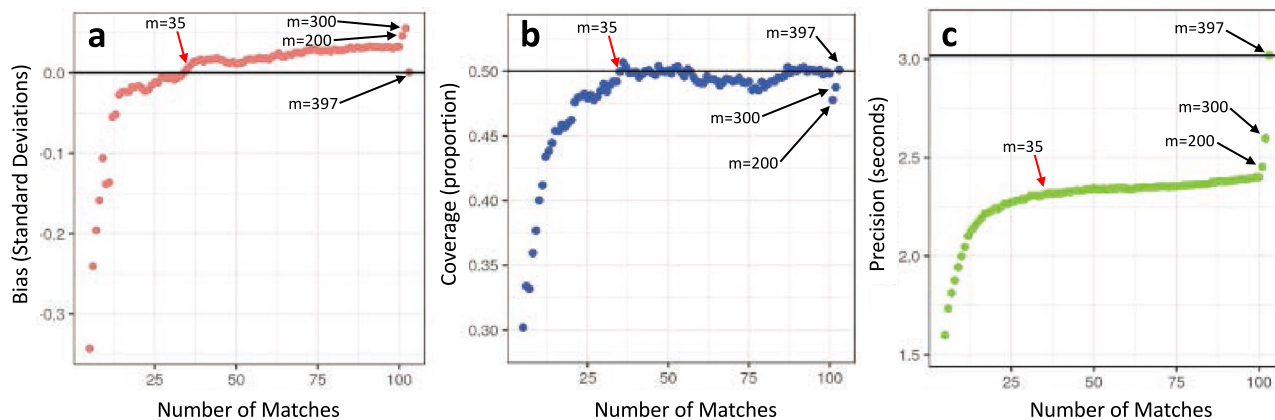 a
m=35
m=300
m=200
m=397
0.0
-0.1
-0.2
-0.3
Bias (Standard Deviations)
25
50
75
100
Number of Matches
b
m=35
m=397
m=300
m=200
0.50
0.45
0.40
0.35
0.30
Coverage (proportion)
25
50
75
100
Number of Matches
c
m=397
m=300
m=200
m=35
3.0
2.5
2.0
1.5
Precision (seconds)
25
50
75
100
Number of Matches